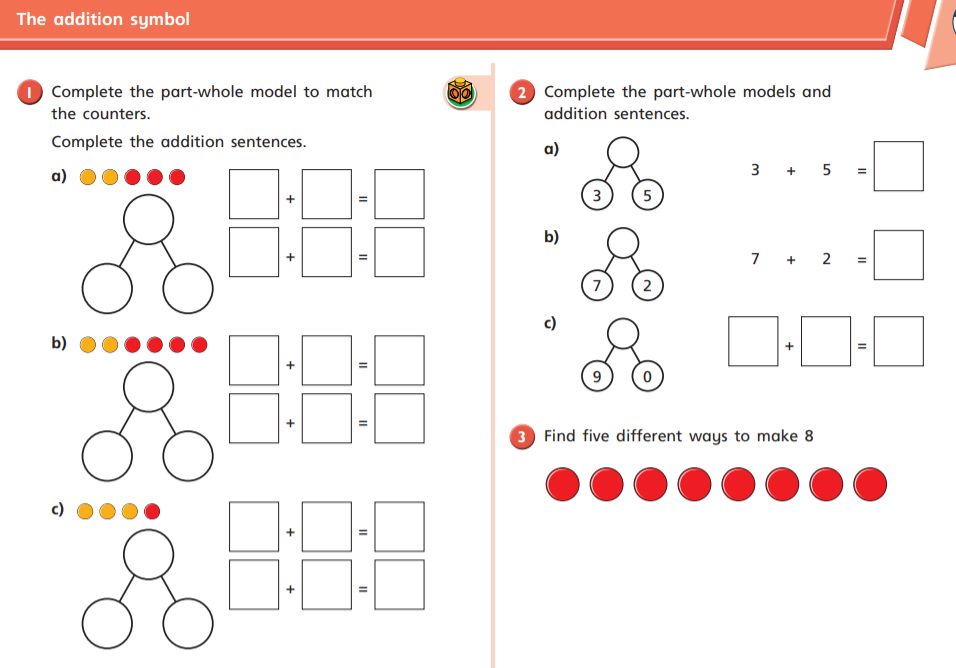 The addition symbol
1 Complete the part-whole model to match
the counters.
Complete the addition sentences.
a)
+ =
+ =
b)
+ =
+ =
c)
+ =
+ =
2 Complete the part-whole models and
addition sentences.
a)
3 5
3 + 5 =
b)
7 2
7 + 2 =
c)
9 0
+ =
3 Find five different ways to make 8